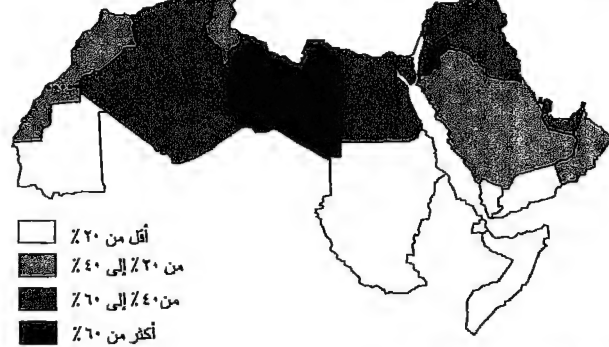 أقل من ٢٠ ٪
من ٢٠٪ إلى ٤٠ ٪
من ٤٠٪ إلى ٦٠ ٪
أكثر من ٦٠ ٪